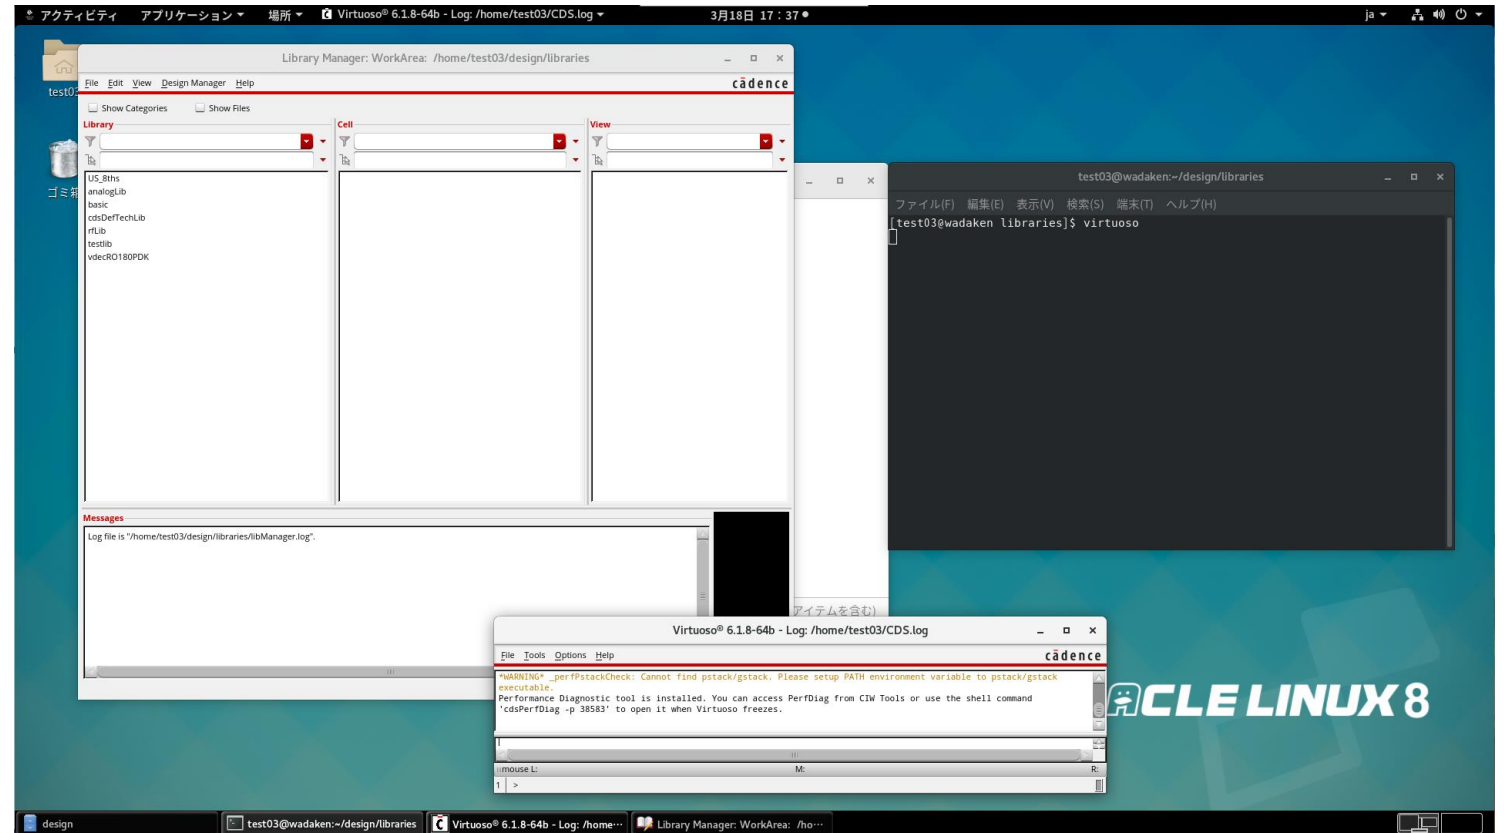 アクティビティ アプリケーション 場所 Virtuoso® 6.1.8-64b - Log: /home/test03/CDS.log 3月18日 17：37 ja
Library Manager: WorkArea: /home/test03/design/libraries
File Edit View Design Manager Help cādence
Show Categories Show Files
Library Cell View
US_8ths
analogLib
basic
cdsDefTechLib
rfLib
testlib
vdecRO180PDK
Messages
Log file is "/home/test03/design/libraries/libManager.log".
test0
ゴミ箱
アイテムを含む)
test03@wadaken:~/design/libraries
ファイル(F) 編集(E) 表示(V) 検索(S) 端末(T) ヘルプ(H)
[test03@wadaken libraries]$ virtuoso
Virtuoso® 6.1.8-64b - Log: /home/test03/CDS.log
File Tools Options Help cādence
*WARNING* _perfPstackCheck: Cannot find pstack/gstack. Please setup PATH environment variable to pstack/gstack
executable.
Performance Diagnostic tool is installed. You can access PerfDiag from CIW Tools or use the shell command
'cdsPerfDiag -p 38583' to open it when Virtuoso freezes.
mouse L: M: R:
1 >
ACLE LINUX 8
design test03@wadaken:~/design/libraries Virtuoso® 6.1.8-64b - Log: /home… Library Manager: WorkArea: /ho…